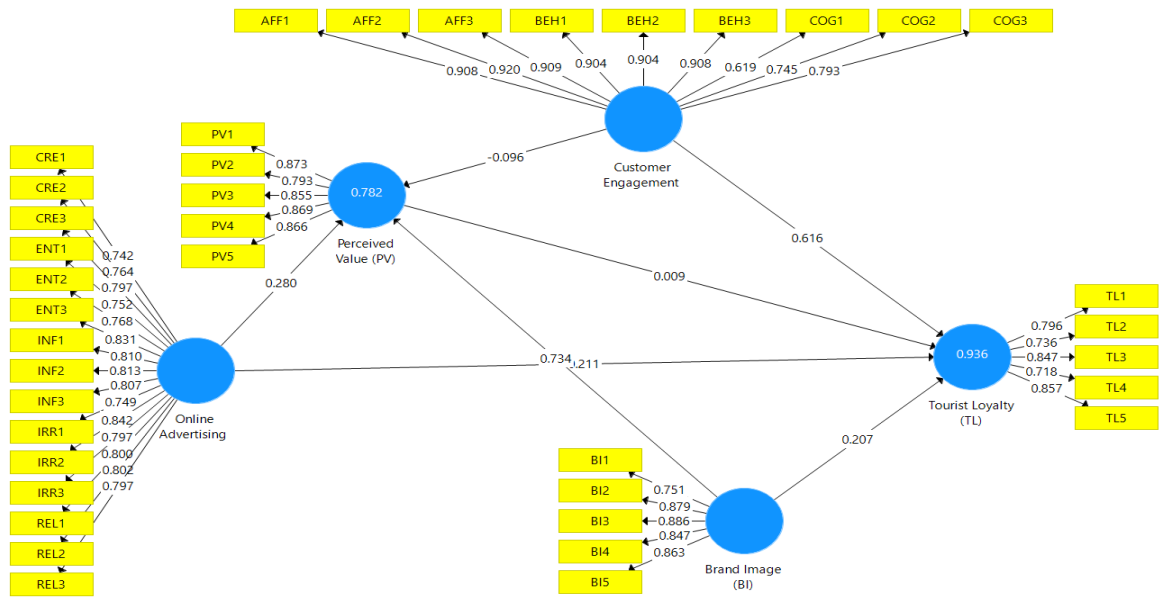 AFF1 AFF2 AFF3 BEH1 BEH2 BEH3 COG1 COG2 COG3
0.908 0.920 0.909 0.904 0.904 0.908 0.619 0.745 0.793
Customer
Engagement
PV1
PV2
PV3
PV4
PV5
0.873
0.793
0.855
0.869
0.866
0.782
Perceived
Value (PV)
-0.096
0.616
0.280
0.009
0.734
0.211
0.207
CRE1
CRE2
CRE3
ENT1
ENT2
ENT3
INF1
INF2
INF3
IRR1
IRR2
IRR3
REL1
REL2
REL3
0.742
0.764
0.797
0.752
0.768
0.831
0.810
0.813
0.807
0.749
0.842
0.797
0.800
0.802
0.797
Online
Advertising
0.936
Tourist Loyalty
(TL)
0.796
0.736
0.847
0.718
0.857
TL1
TL2
TL3
TL4
TL5
BI1
BI2
BI3
BI4
BI5
0.751
0.879
0.886
0.847
0.863
Brand Image
(BI)